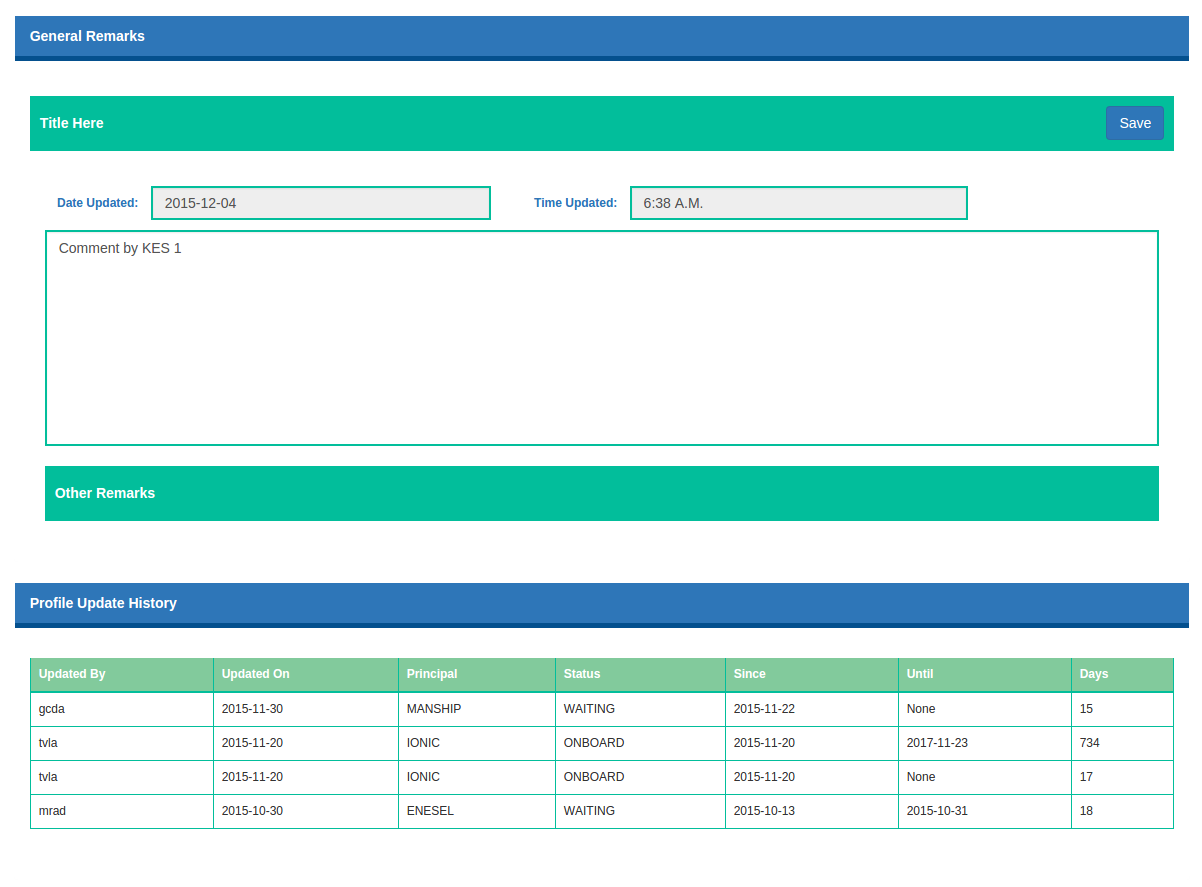 General Remarks
Title Here Save
Date Updated: 2015-12-04 Time Updated: 6:38 A.M.
Comment by KES 1
Other Remarks
Profile Update History
Updated By Updated On Principal Status Since Until Days
gcda 2015-11-30 MANSHIP WAITING 2015-11-22 None 15
tvla 2015-11-20 IONIC ONBOARD 2015-11-20 2017-11-23 734
tvla 2015-11-20 IONIC ONBOARD 2015-11-20 None 17
mrad 2015-10-30 ENESEL WAITING 2015-10-13 2015-10-31 18